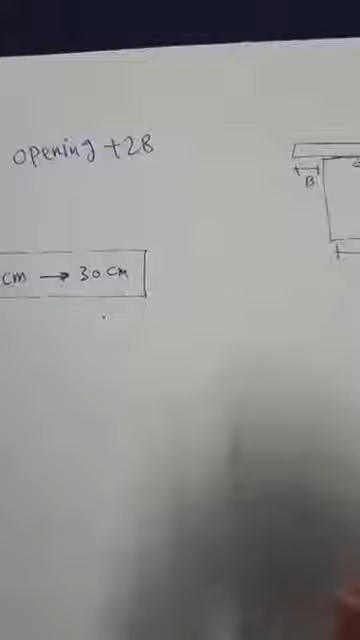 opening +2B
B
cm → 30 cm